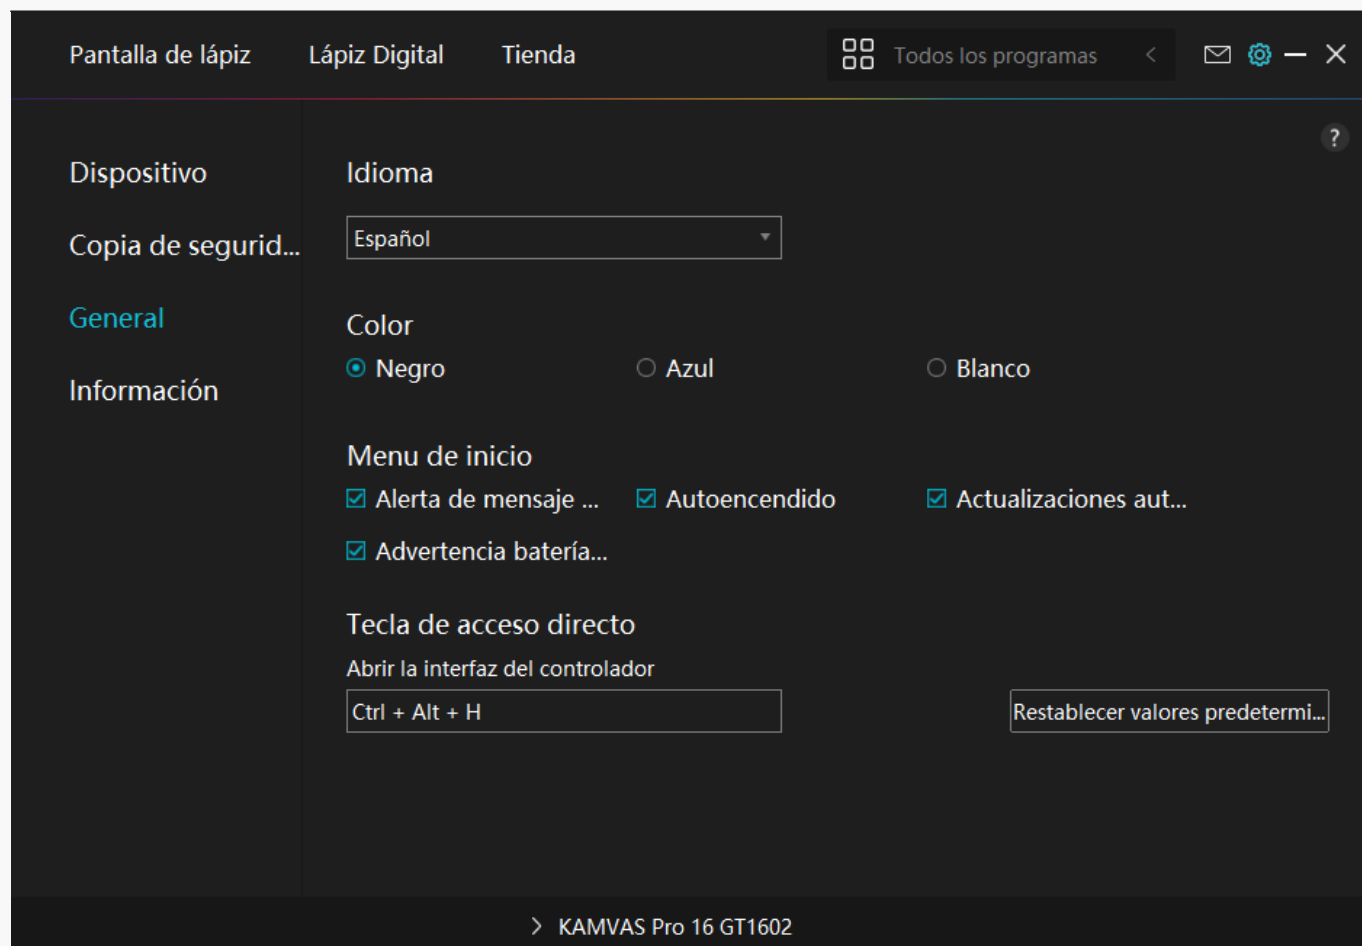 Pantalla de lápiz Lápiz Digital Tienda Todos los programas <
?
Dispositivo
Copia de segurid...
General
Información
Idioma
Español
Color
Negro Azul Blanco
Menu de inicio
Alerta de mensaje ... Autoencendido Actualizaciones aut...
Advertencia batería...
Tecla de acceso directo
Abrir la interfaz del controlador
Ctrl + Alt + H Restablecer valores predetermi...
> KAMVAS Pro 16 GT1602